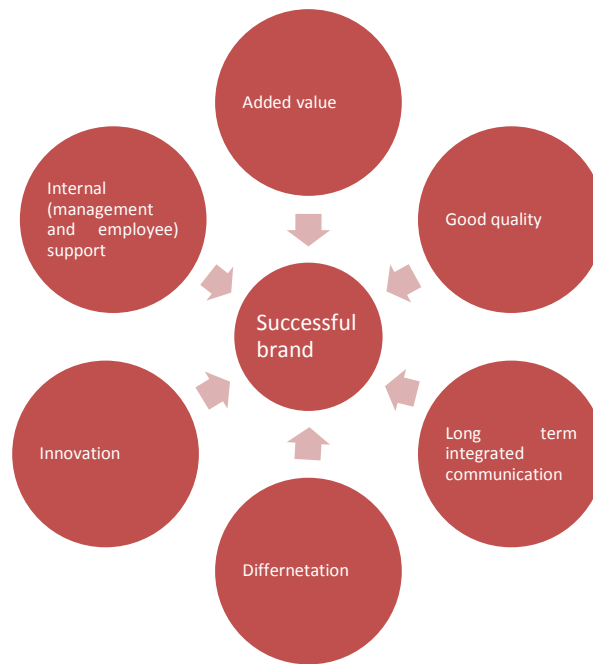 Added value
Internal
(management
and employee)
support
Good quality
Successful
brand
Innovation
Long term
integrated
communication
Differnetation